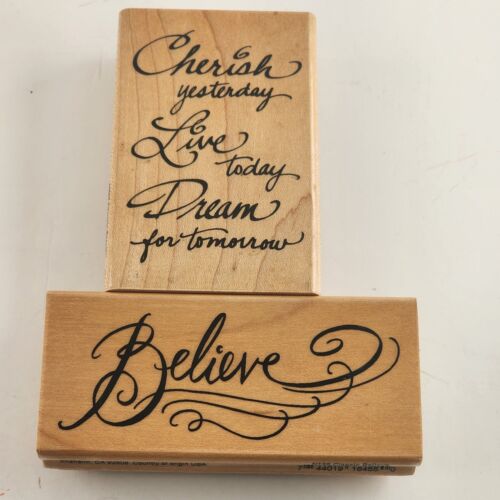 Cherish
yesterday
Live
today
Dream
for tomorrow
Believe